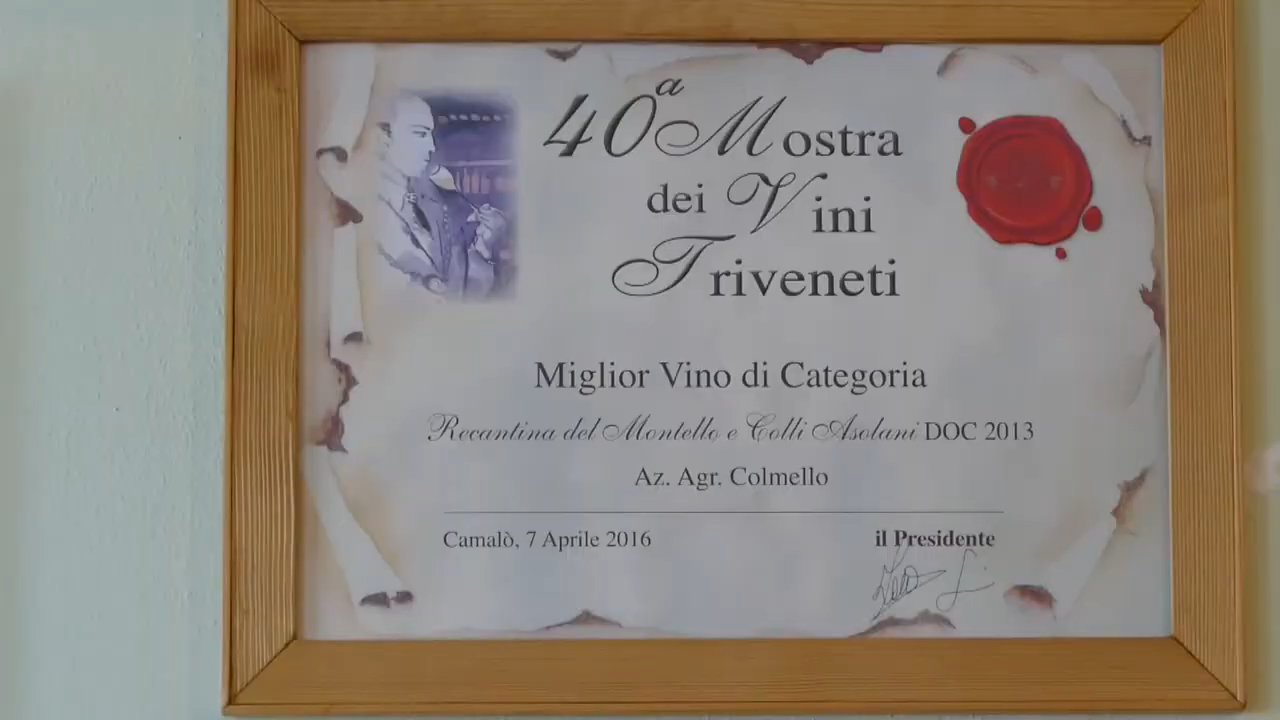 40a Mostra
dei Vini
Triveneti
Miglior Vino di Categoria
Recantina del Montello e Colli Asolani DOC 2013
Az. Agr. Colmello
Camalò, 7 Aprile 2016
il Presidente